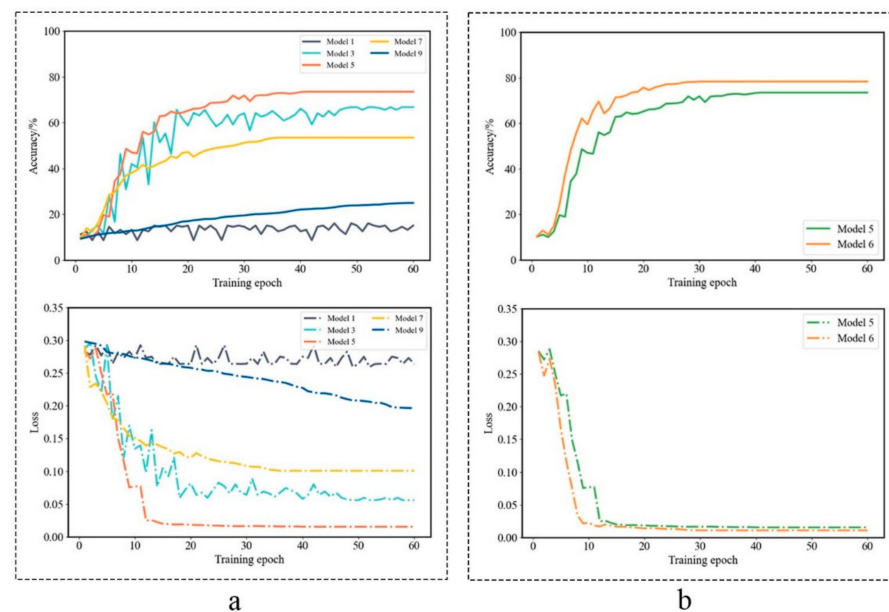 100
80
60
40
20
0
Accuracy/%
Model 1
Model 3
Model 5
Model 7
Model 9
0 10 20 30 40 50 60
Training epoch
0.35
0.30
0.25
0.20
0.15
0.10
0.05
0.00
Loss
Model 1
Model 3
Model 5
Model 7
Model 9
0 10 20 30 40 50 60
Training epoch
a
100
80
60
40
20
0
Accuracy/%
Model 5
Model 6
0 10 20 30 40 50 60
Training epoch
0.35
0.30
0.25
0.20
0.15
0.10
0.05
0.00
Loss
Model 5
Model 6
0 10 20 30 40 50 60
Training epoch
b